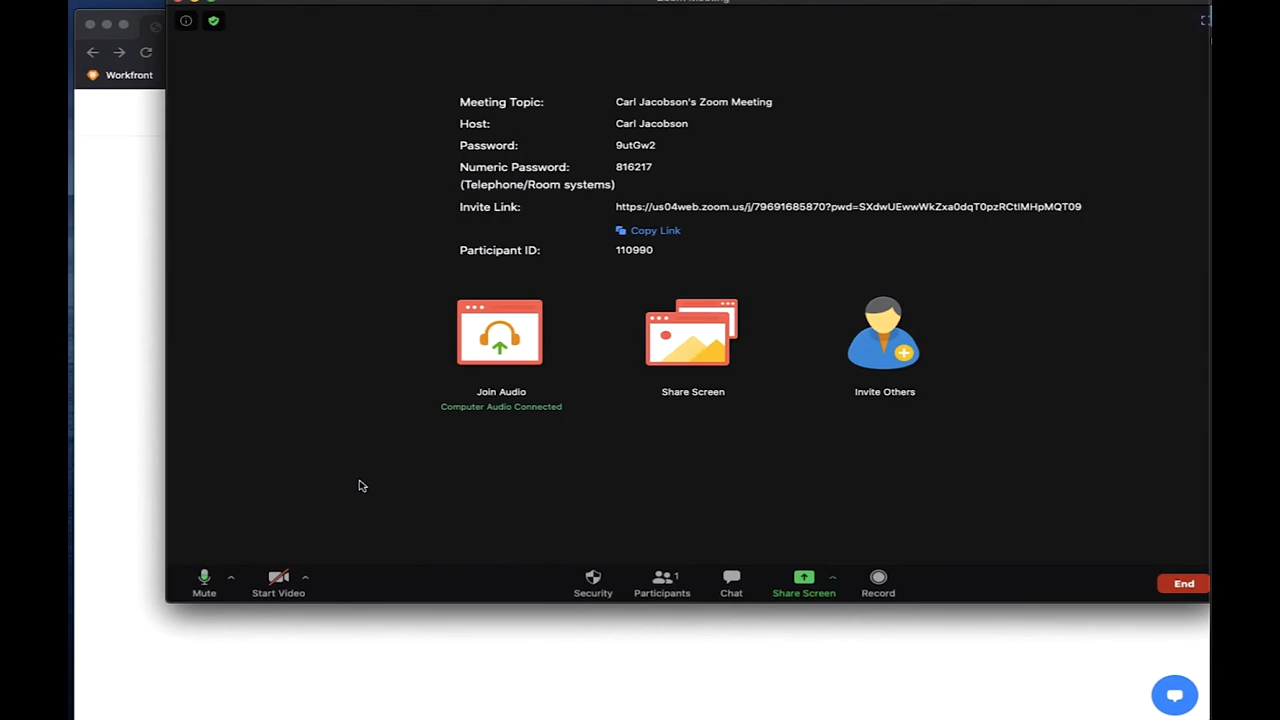 Workfront
Meeting Topic: Carl Jacobson's Zoom Meeting
Host: Carl Jacobson
Password: 9utGw2
Numeric Password: 816217
(Telephone/Room systems)
Invite Link: https://us04web.zoom.us/j/79691685870?pwd=SXdwUEwwWkZxa0dqT0pzRCtIMHpMQT09
Copy Link
Participant ID: 110990
Join Audio Share Screen Invite Others
Computer Audio Connected
1
Mute Start Video Security Participants Chat Share Screen Record End